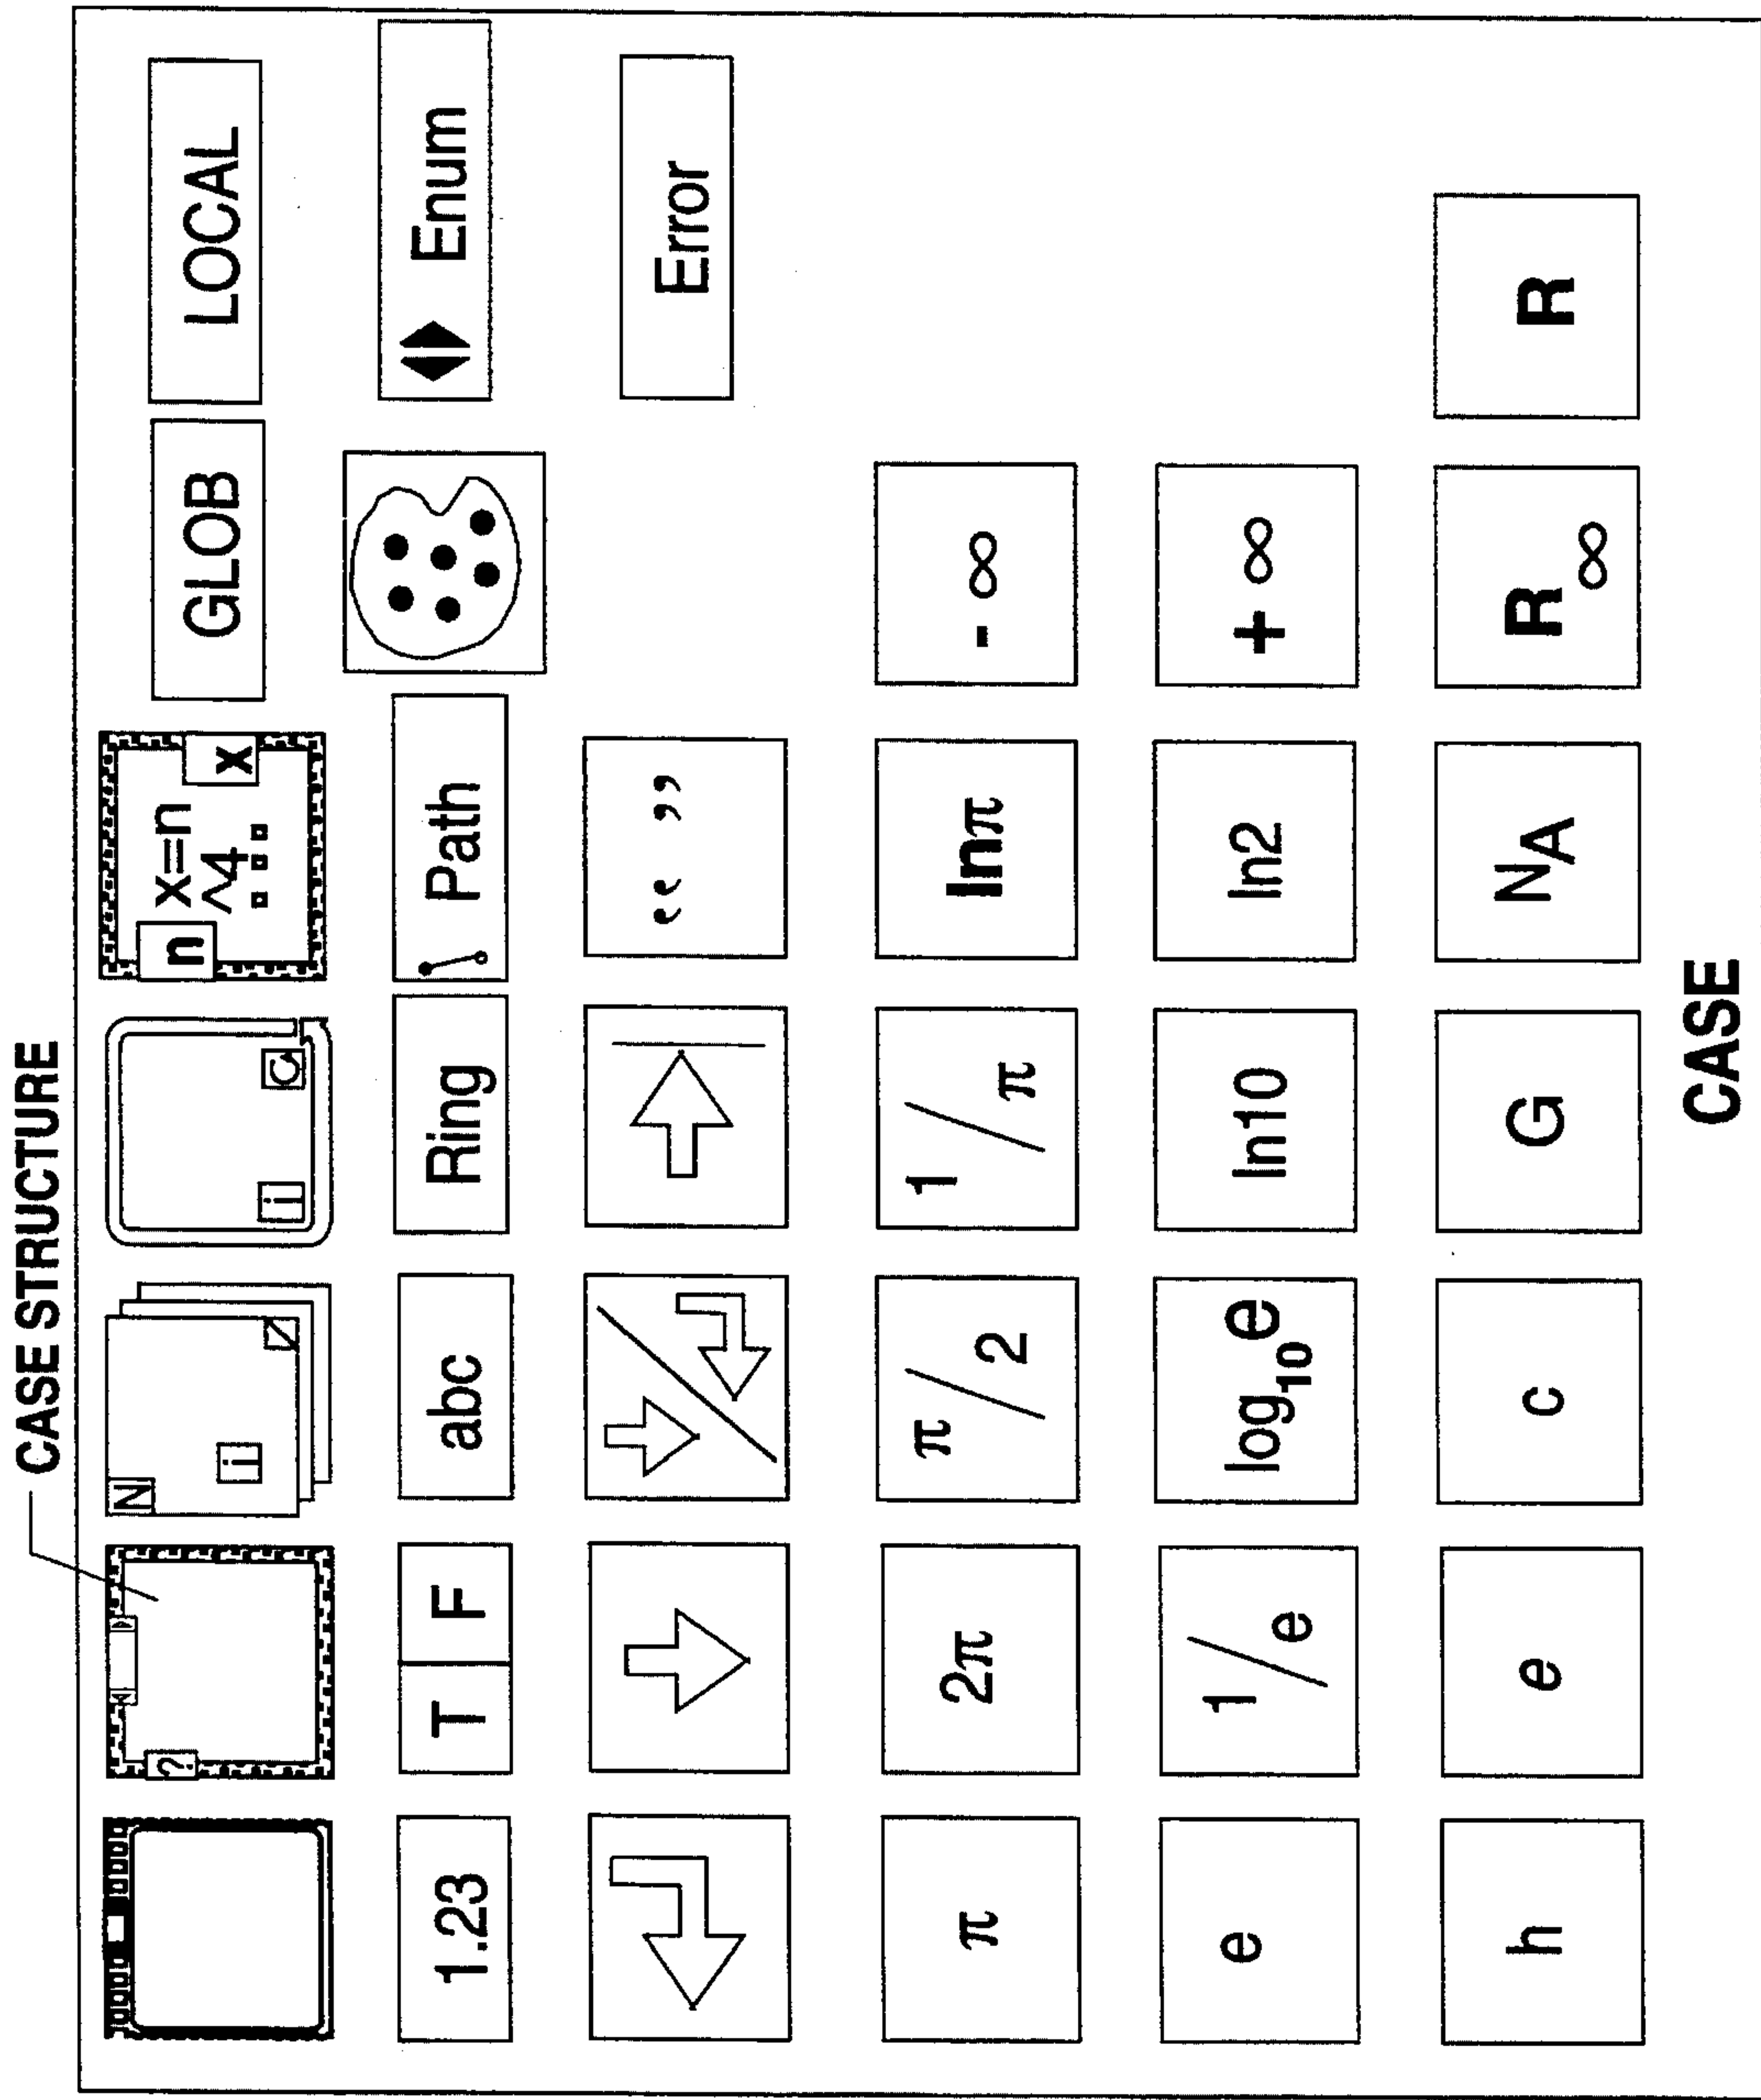 CASE STRUCTURE
? N i i n x=n ^4 x GLOB LOCAL
1.23 T F abc Ring Path Enum
“ ” Error
π 2π π/2 1/π lnπ - ∞
e 1/e log10e ln10 ln2 + ∞
h e c G NA R∞ R
CASE